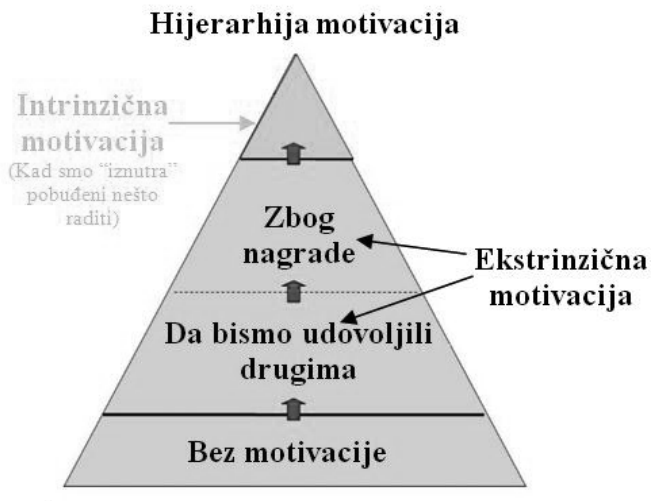 Hijerarhija motivacija
Intrinzična
motivacija
(Kad smo “iznutra”
pobuđeni nešto
raditi)
Zbog
nagrade
Ekstrinzična
motivacija
Da bismo udovoljili
drugima
Bez motivacije